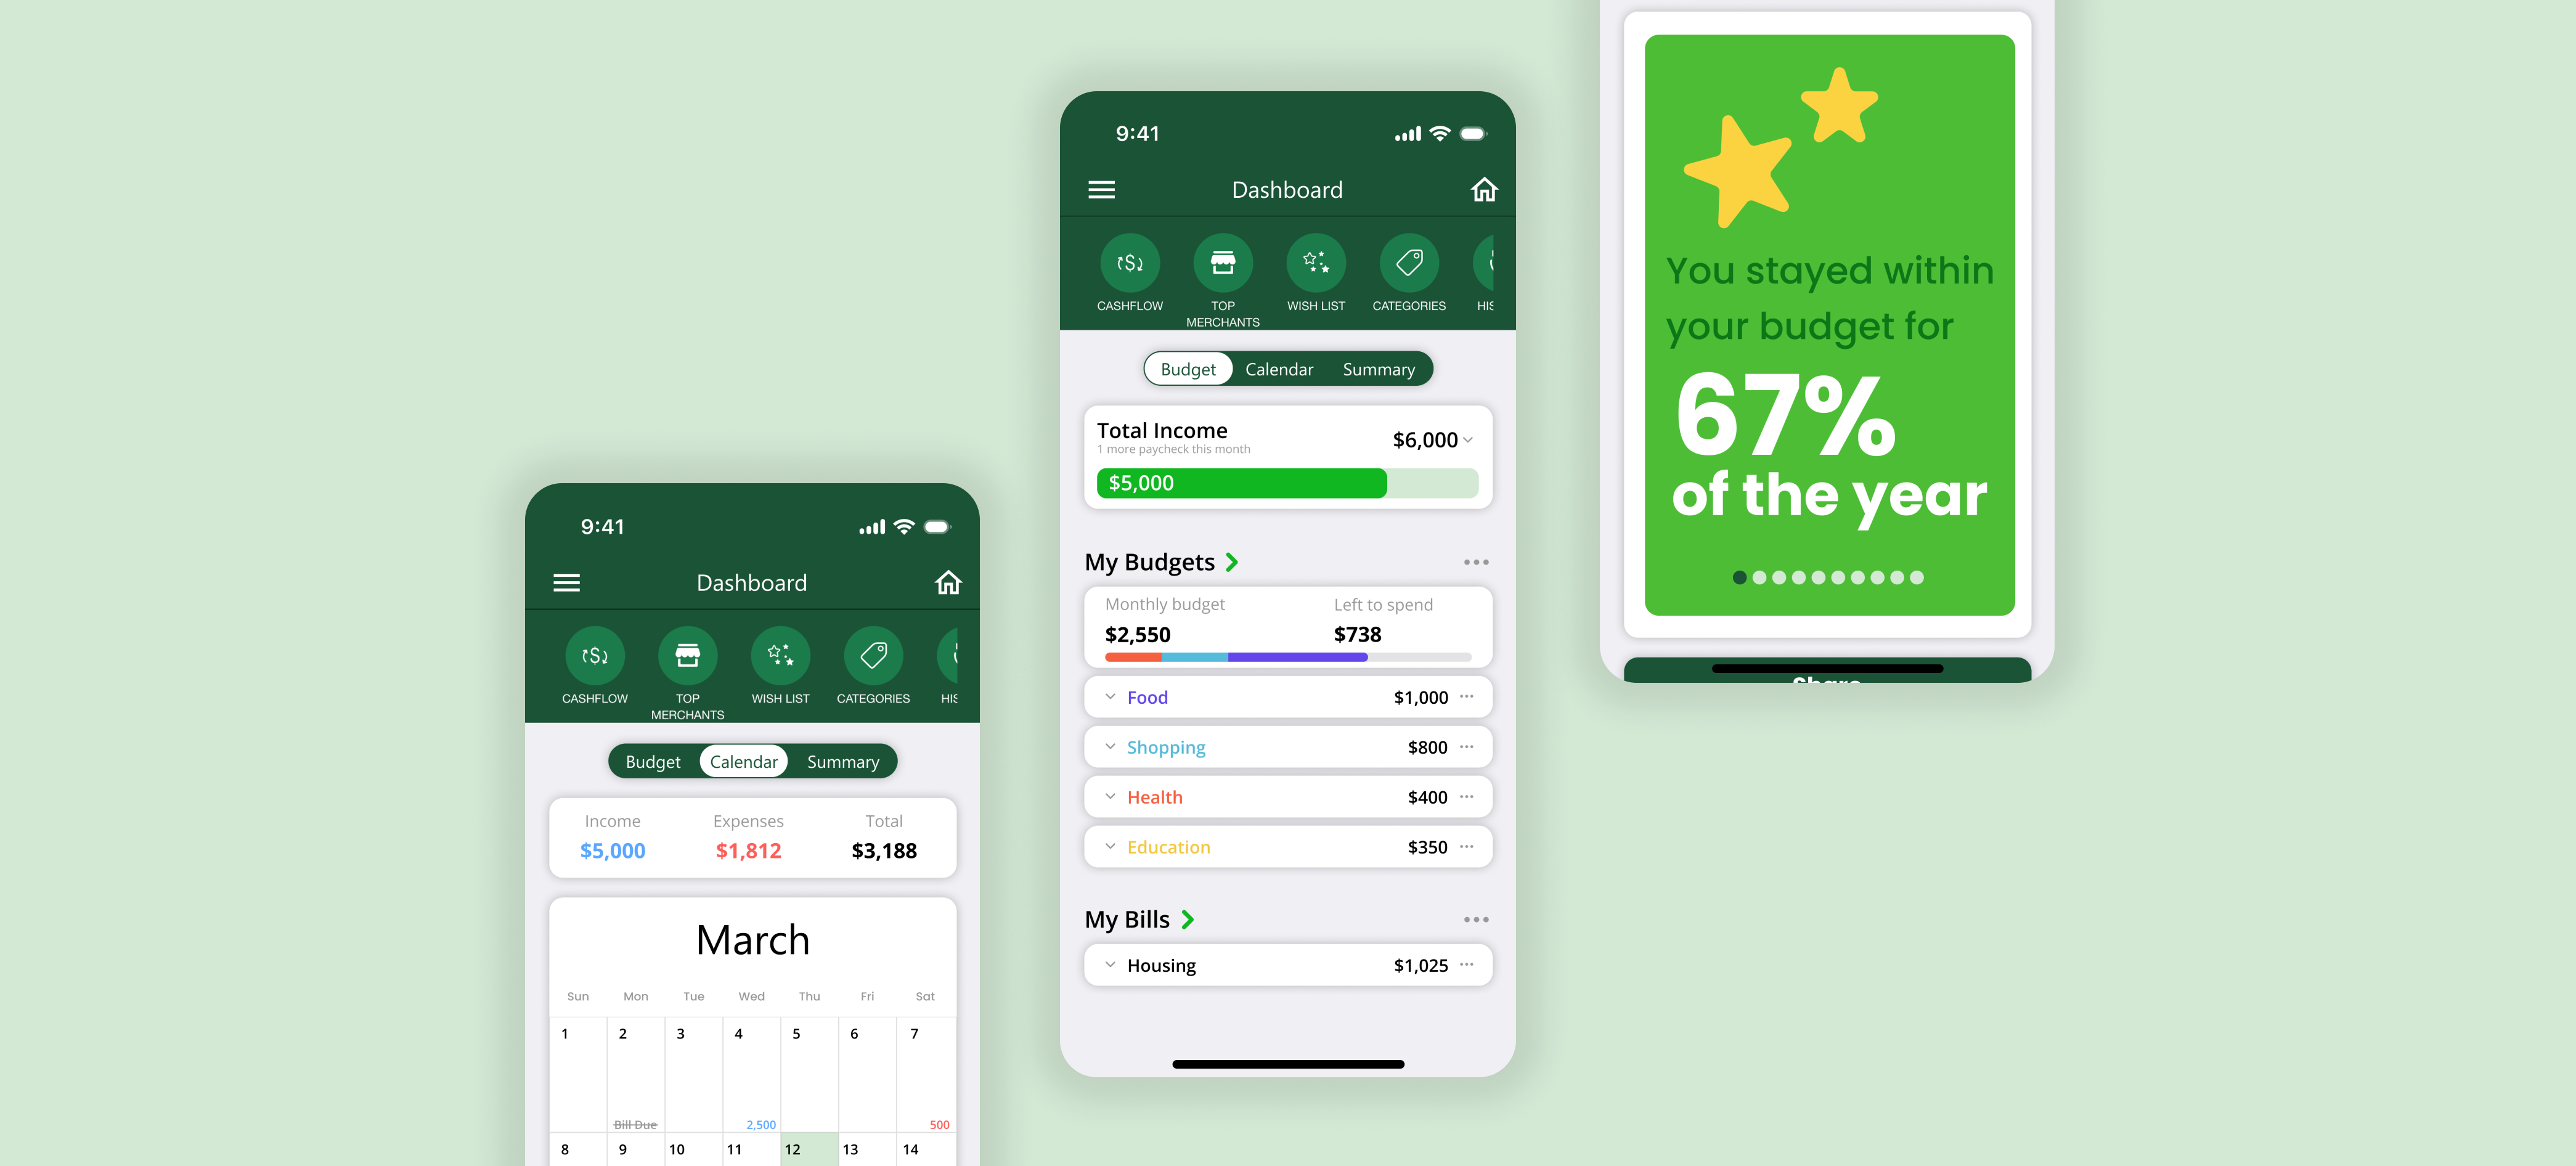 9:41
Dashboard
CASHFLOW
TOP
MERCHANTS
WISH LIST
CATEGORIES
HIS
Budget
Calendar
Summary
Income
Expenses
Total
$5,000
$1,812
$3,188
March
Sun Mon Tue Wed Thu Fri Sat
1 2 3 4 5 6 7
Bill Due 2,500 500
8 9 10 11 12 13 14
9:41
Dashboard
CASHFLOW
TOP
MERCHANTS
WISH LIST
CATEGORIES
HIS
Budget
Calendar
Summary
Total Income
1 more paycheck this month
$6,000
$5,000
My Budgets
Monthly budget
Left to spend
$2,550
$738
Food $1,000
Shopping $800
Health $400
Education $350
My Bills
Housing $1,025
You stayed within
your budget for
67%
of the year
Share